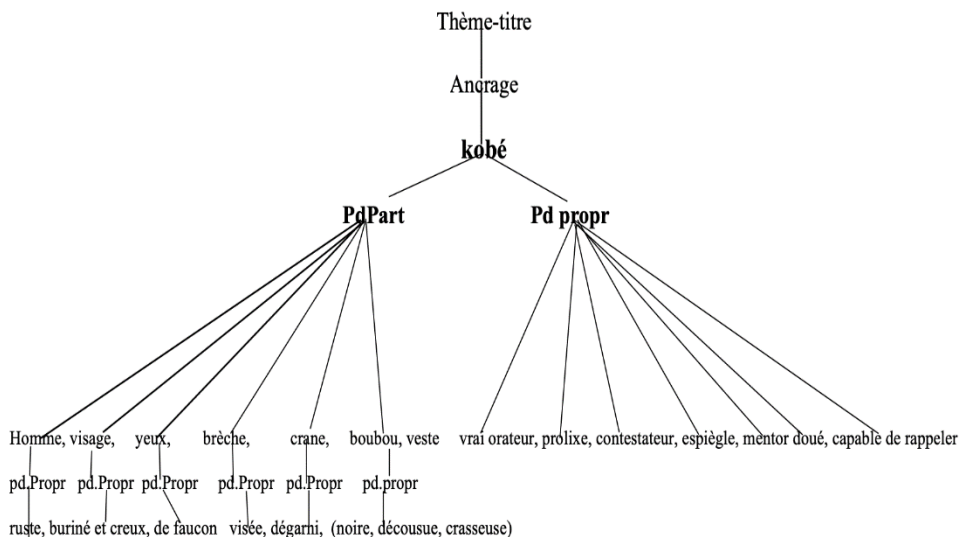 Thème-titre
Ancrage
kobé
PdPart Pd propr
Homme, visage, yeux, brèche, crane, boubou, veste vrai orateur, prolixe, contestateur, espiègle, mentor doué, capable de rappeler
pd.Propr pd.Propr pd.Propr pd.Propr pd.Propr pd.propr
ruste, buriné et creux, de faucon visée, dégarni, (noire, décousue, crasseuse)